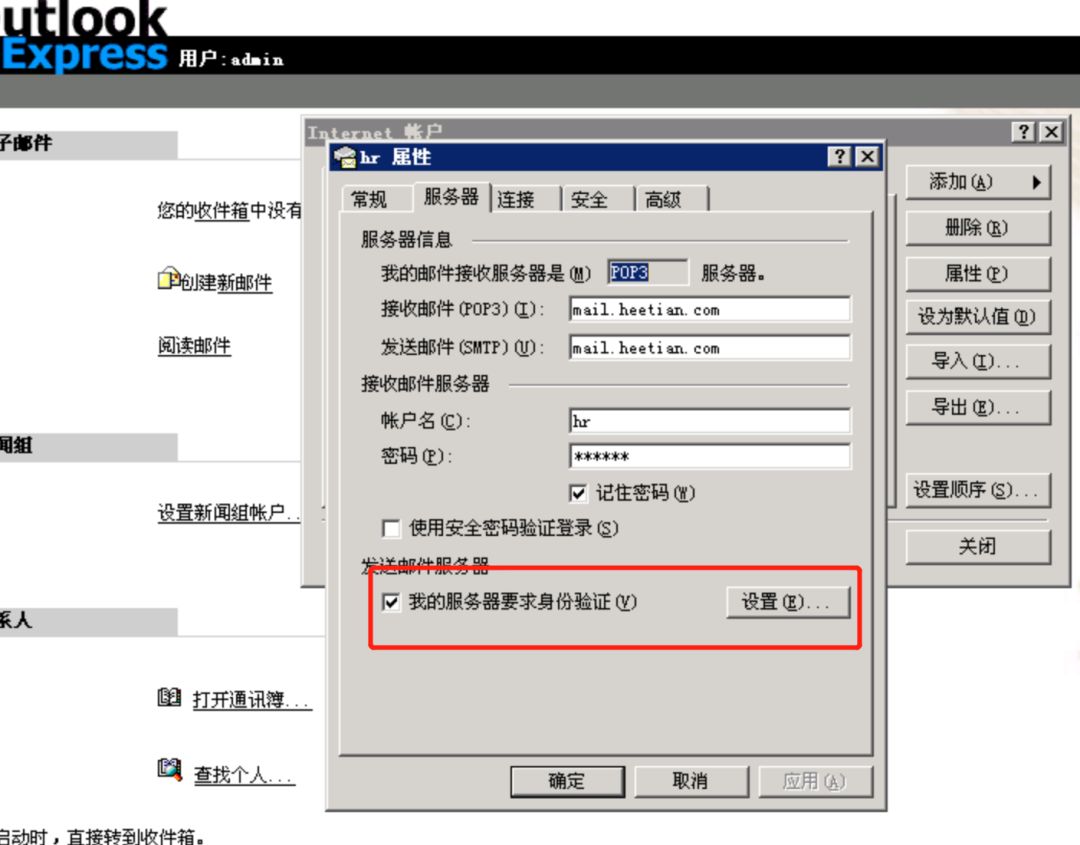 utlook
Express 用户:admin
子邮件
您的收件箱中没有
创建新邮件
阅读邮件
闻组
设置新闻组帐户...
系人
打开通讯簿...
查找个人...
启动时，直接转到收件箱。
Internet 帐户
添加(A)
删除(R)
属性(P)
设为默认值(D)
导入(I)...
导出(E)...
设置顺序(S)...
关闭
hr 属性
常规 服务器 连接 安全 高级
服务器信息
我的邮件接收服务器是(M) POP3 服务器。
接收邮件(POP3)(I): mail.heetian.com
发送邮件(SMTP)(U): mail.heetian.com
接收邮件服务器
帐户名(C): hr
密码(P): ******
记住密码(W)
使用安全密码验证登录(S)
发送邮件服务器
我的服务器要求身份验证(V) 设置(E)...
确定 取消 应用(A)